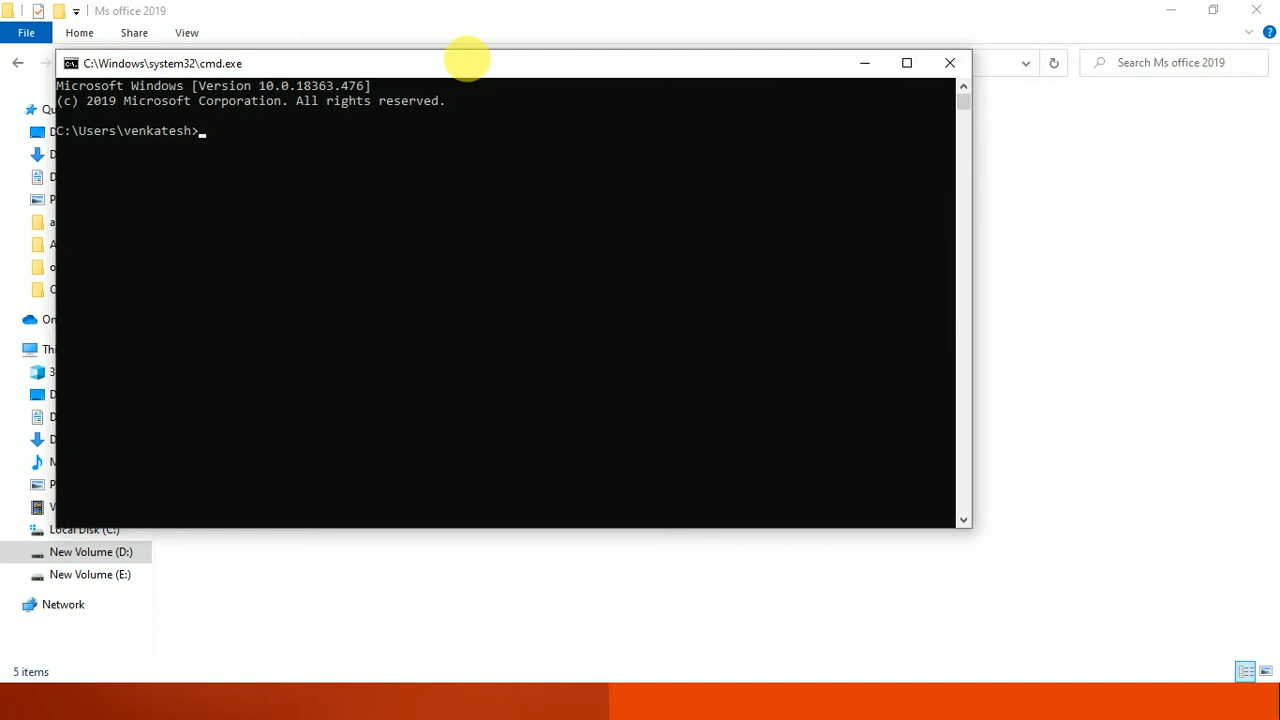 Ms office 2019
File
Home
Share
View
C:\Windows\system32\cmd.exe
Search Ms office 2019
Microsoft Windows [Version 10.0.18363.476]
(c) 2019 Microsoft Corporation. All rights reserved.
C:\Users\venkatesh>
Local Disk (C:)
New Volume (D:)
New Volume (E:)
Network
5 items